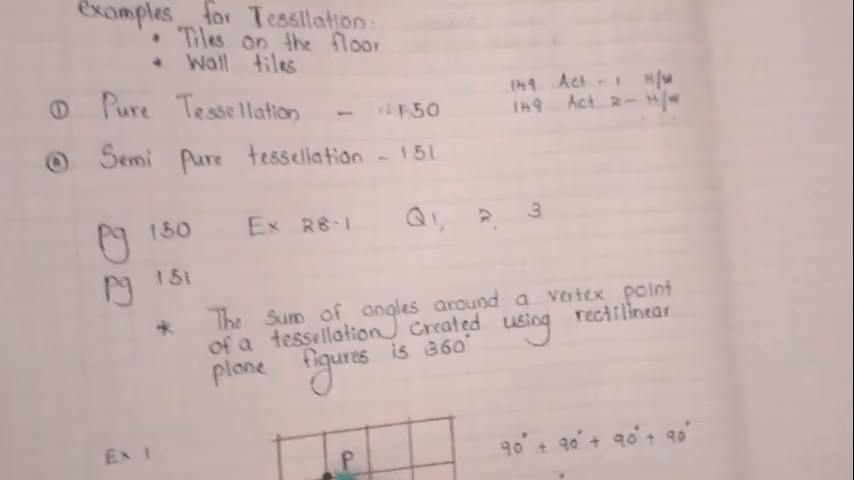 examples for Tessllation.
• Tiles on the floor
• Wall tiles
149 Act - 1 H/W
① Pure Tessellation - 150
149 Act 2 - H/W
② Semi pure tessellation - 151
pg 150 Ex 28.1 Q1, 2, 3
pg 151
* The sum of angles around a vertex point
of a tessellation created using rectilinear
plane figures is 360°
Ex 1
P
90° + 90° + 90° + 90°